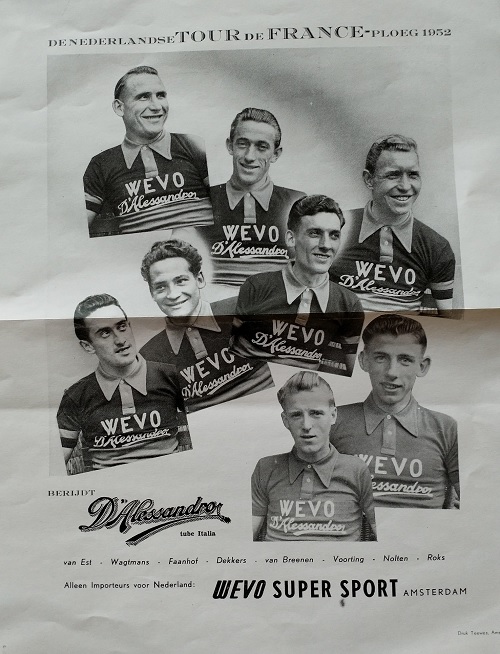 DE NEDERLANDSE TOUR DE FRANCE-PLOEG 1952
WEVO
D'Alessandro
WEVO
D'Alessandro
WEVO
D'Alessandro
WEVO
D'Alessandro
WEVO
D'Alessandro
WEVO
D'Alessandro
WEVO
D'Alessandro
WEVO
D'Alessandro
BERIJDT
D'Alessandro
tube Italia
van Est - Wagtmans - Faanhof - Dekkers - van Breenen - Voorting - Nolten - Roks
Alleen Importeurs voor Nederland: WEVO SUPER SPORT AMSTERDAM
Druk